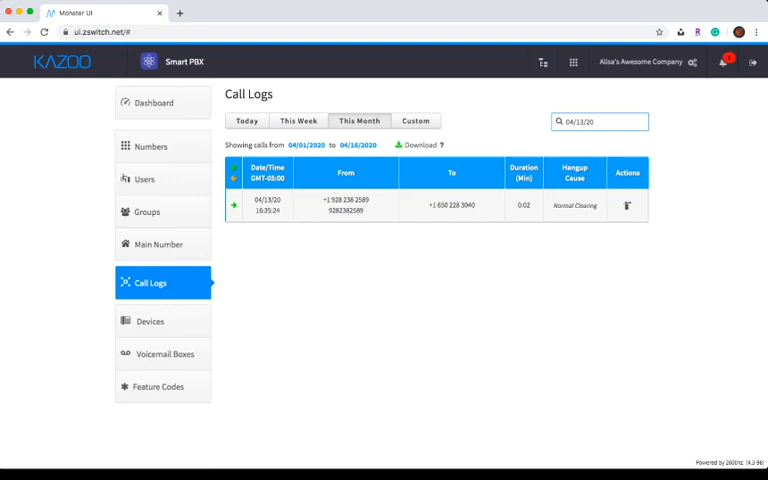 Monster UI
ui.zswitch.net/#
KAZOO
Smart PBX
Alisa's Awesome Company
1
Dashboard
Numbers
Users
Groups
Main Number
Call Logs
Devices
Voicemail Boxes
Feature Codes
Call Logs
Today
This Week
This Month
Custom
04/13/20
Showing calls from 04/01/2020 to 04/16/2020
Download ?
Date/Time
GMT-05:00
From
To
Duration
(Min)
Hangup
Cause
Actions
04/13/20
16:35:24
+1 928 238 2589
9282382589
+1 650 228 3040
0:02
Normal Clearing
Powered by 2600hz (4.3-98)